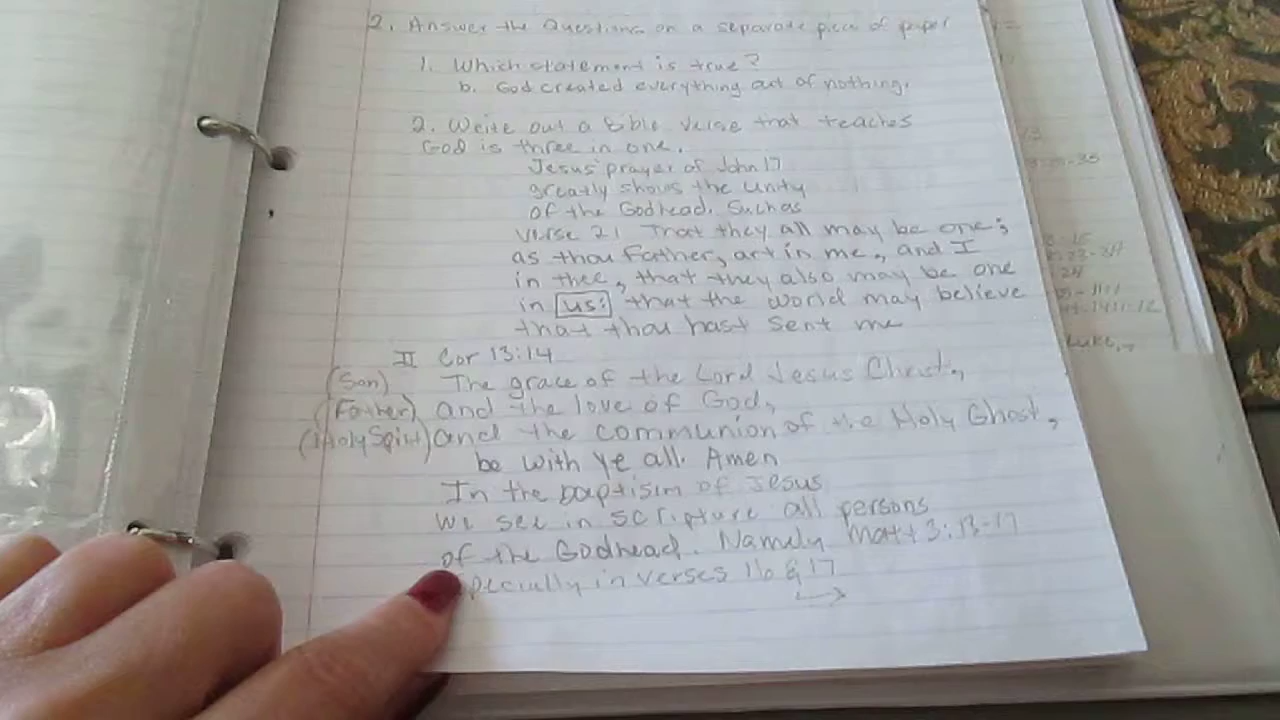 2. Answer the Questions on a separate piece of paper
1. Which statement is true?
b. God created everything out of nothing.
2. Write out a Bible verse that teaches
God is three in one.
Jesus' prayer of John 17
greatly shows the unity
of the Godhead. Such as
verse 21 That they all may be one;
as thou Father, art in me, and I
in thee, that they also may be one
in us: that the world may believe
that thou hast sent me
II Cor 13:14
(Son) The grace of the Lord Jesus Christ,
(Father) and the love of God,
(Holy Spirit) and the communion of the Holy Ghost,
be with ye all. Amen
In the baptisim of Jesus
We see in scripture all persons
of the Godhead. Namely Matt 3:13-17
specially in verses 16 & 17
Luke